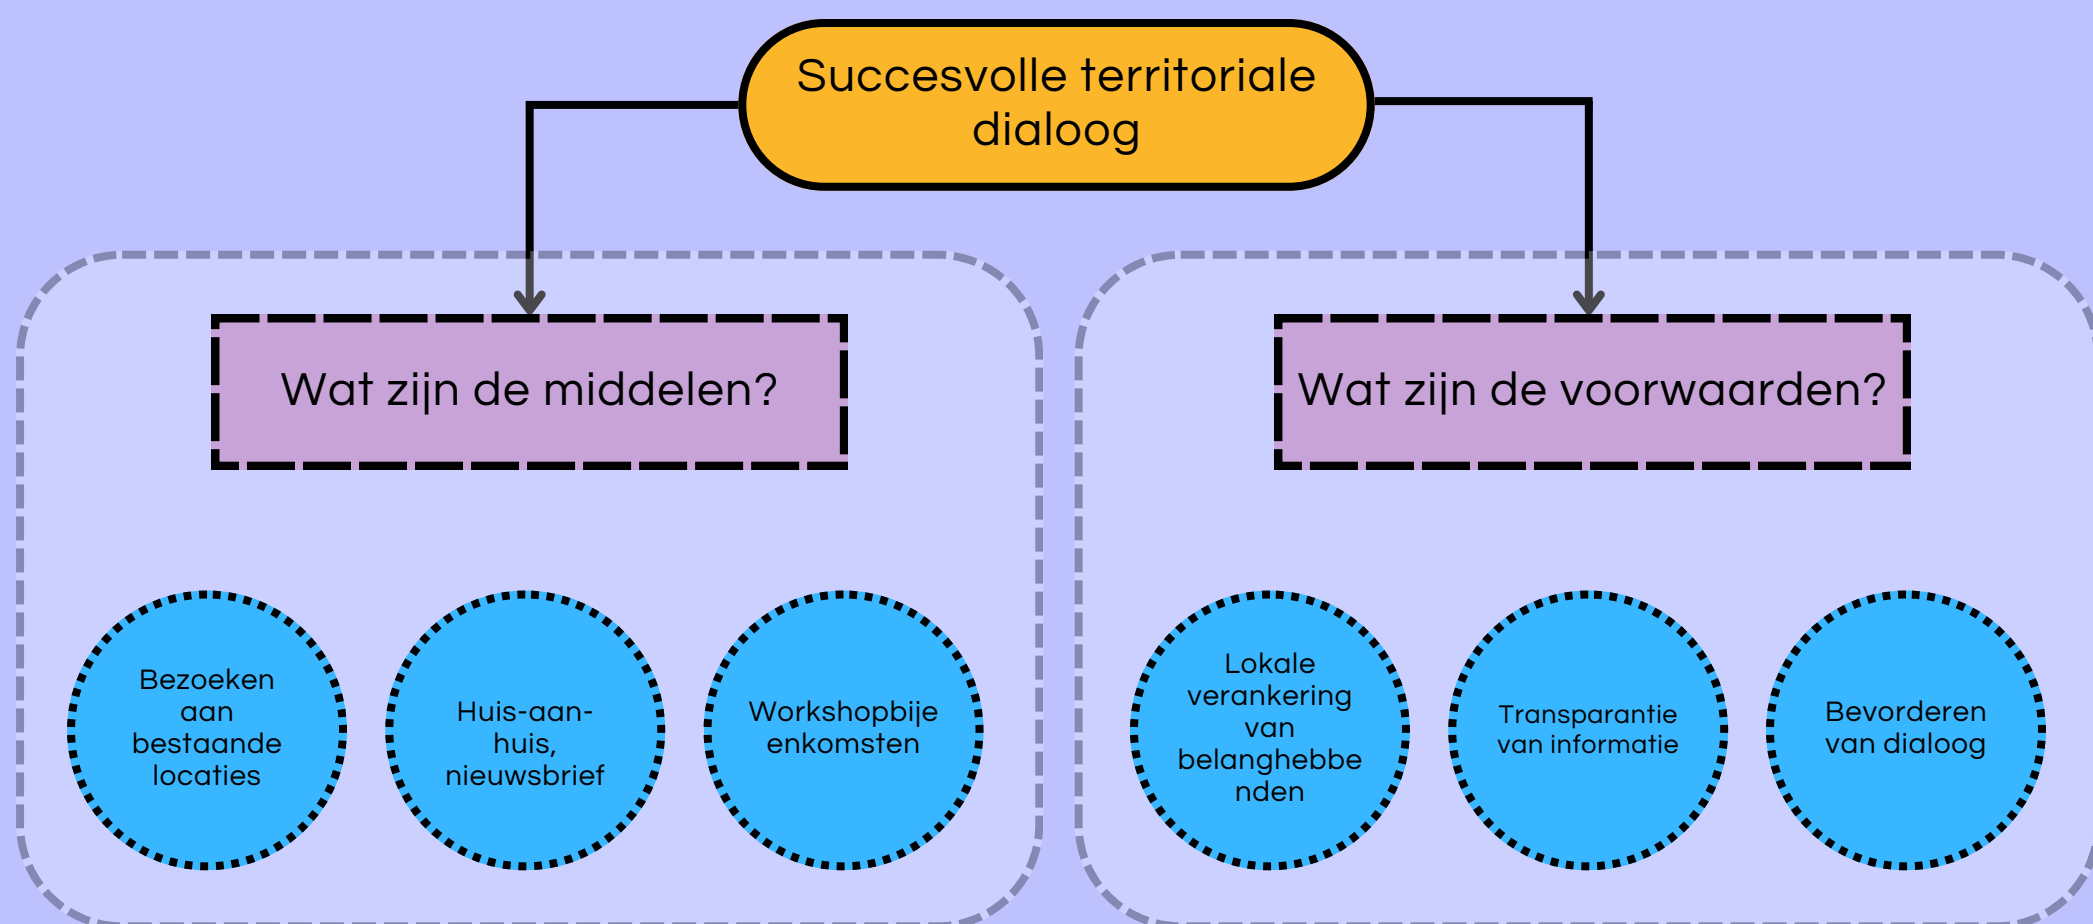 Succesvolle territoriale
dialoog
Wat zijn de middelen?
Bezoeken
aan
bestaande
locaties
Huis-aan-
huis,
nieuwsbrief
Workshopbije
enkomsten
Wat zijn de voorwaarden?
Lokale
verankering
van
belanghebbe
nden
Transparantie
van informatie
Bevorderen
van dialoog